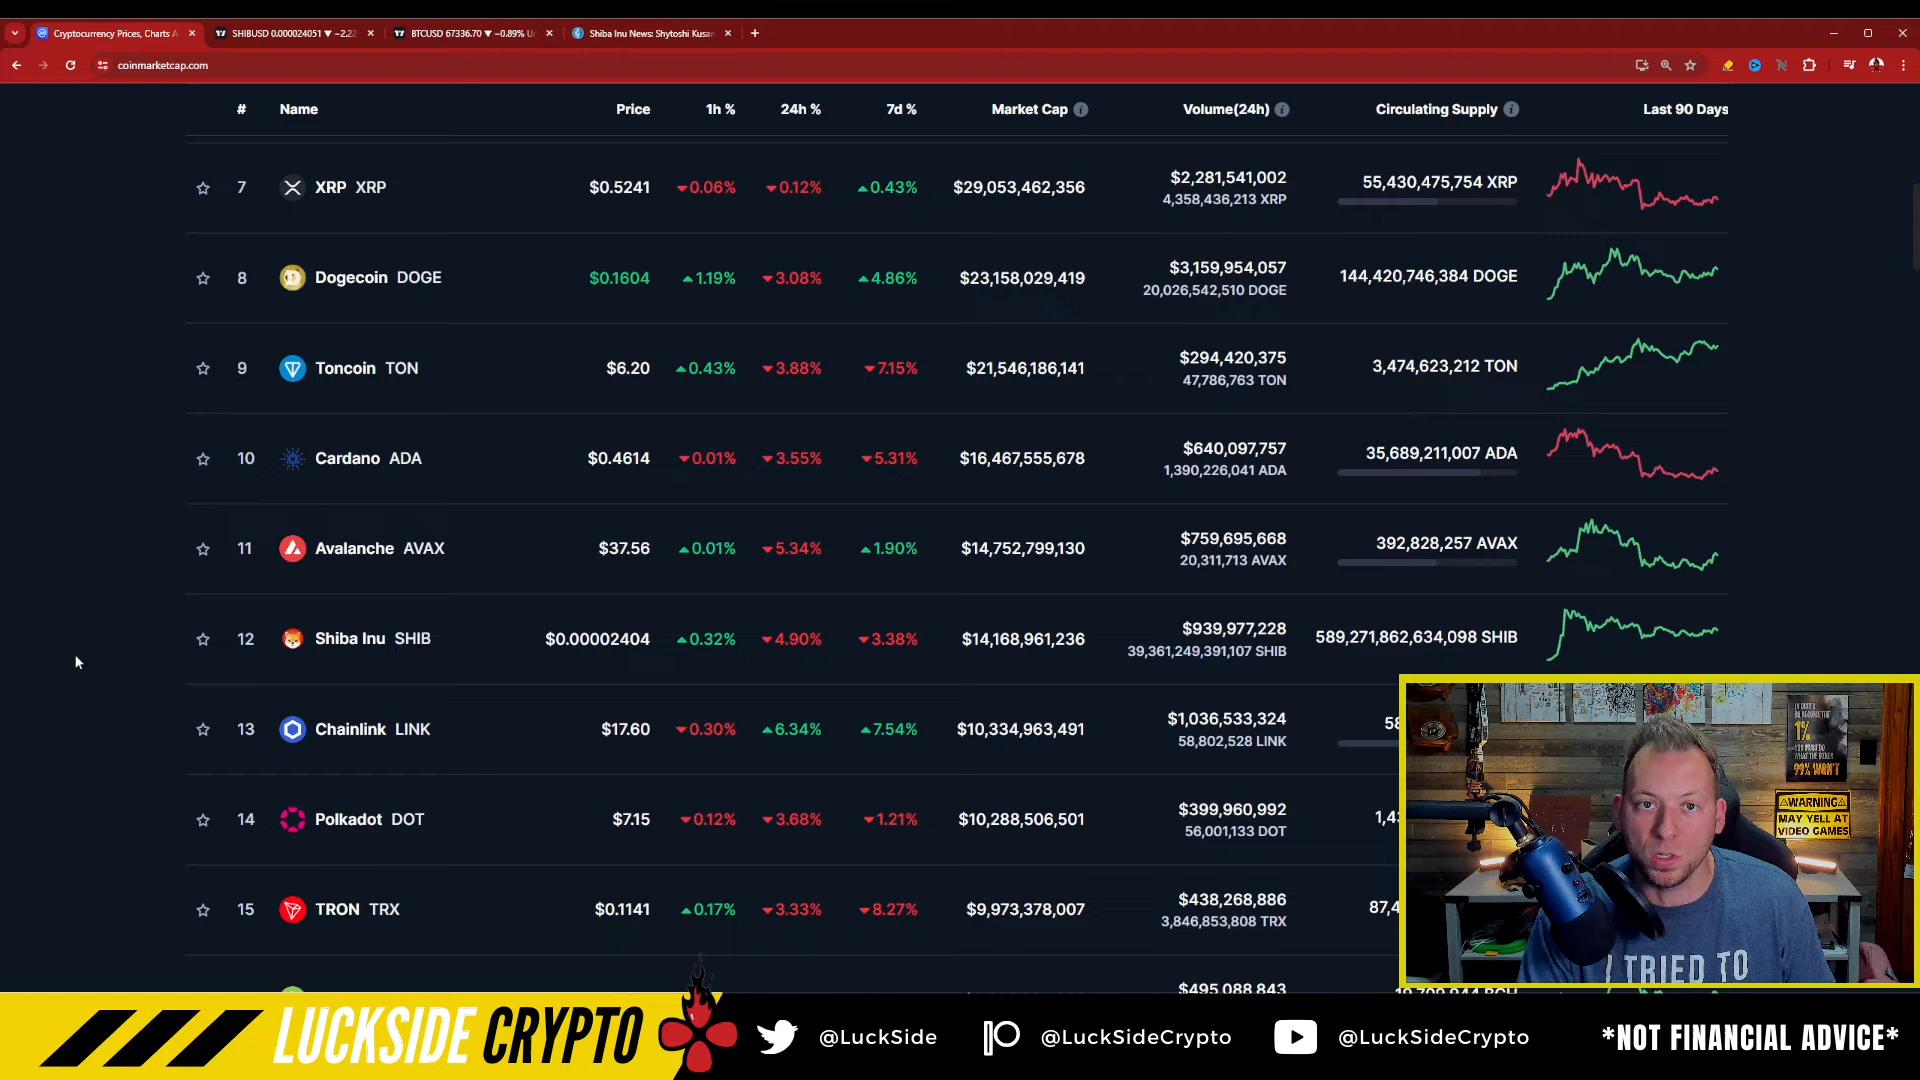 Cryptocurrency Prices, Charts A
SHIBUSD 0.000024051 ▼ −2.22
BTCUSD 67336.70 ▼ −0.89% U
Shiba Inu News: Shytoshi Kusa
coinmarketcap.com
# Name Price 1h % 24h % 7d % Market Cap Volume(24h) Circulating Supply Last 90 Days
7 XRP XRP $0.5241 0.06% 0.12% 0.43% $29,053,462,356 $2,281,541,002 55,430,475,754 XRP
4,358,436,213 XRP
8 Dogecoin DOGE $0.1604 1.19% 3.08% 4.86% $23,158,029,419 $3,159,954,057 144,420,746,384 DOGE
20,026,542,510 DOGE
9 Toncoin TON $6.20 0.43% 3.88% 7.15% $21,546,186,141 $294,420,375 3,474,623,212 TON
47,786,763 TON
10 Cardano ADA $0.4614 0.01% 3.55% 5.31% $16,467,555,678 $640,097,757 35,689,211,007 ADA
1,390,226,041 ADA
11 Avalanche AVAX $37.56 0.01% 5.34% 1.90% $14,752,799,130 $759,695,668 392,828,257 AVAX
20,311,713 AVAX
12 Shiba Inu SHIB $0.00002404 0.32% 4.90% 3.38% $14,168,961,236 $939,977,228 589,271,862,634,098 SHIB
39,361,249,391,107 SHIB
13 Chainlink LINK $17.60 0.30% 6.34% 7.54% $10,334,963,491 $1,036,533,324 58
58,802,528 LINK
14 Polkadot DOT $7.15 0.12% 3.68% 1.21% $10,288,506,501 $399,960,992 1,43
56,001,133 DOT
15 TRON TRX $0.1141 0.17% 3.33% 8.27% $9,973,378,007 $438,268,886 87,4
3,846,853,808 TRX
$495,088,843
1%
99% WON'T
WARNING
MAY YELL AT
VIDEO GAMES
I TRIED TO
LUCKSIDE CRYPTO
@LuckSide
@LuckSideCrypto
@LuckSideCrypto
*NOT FINANCIAL ADVICE*